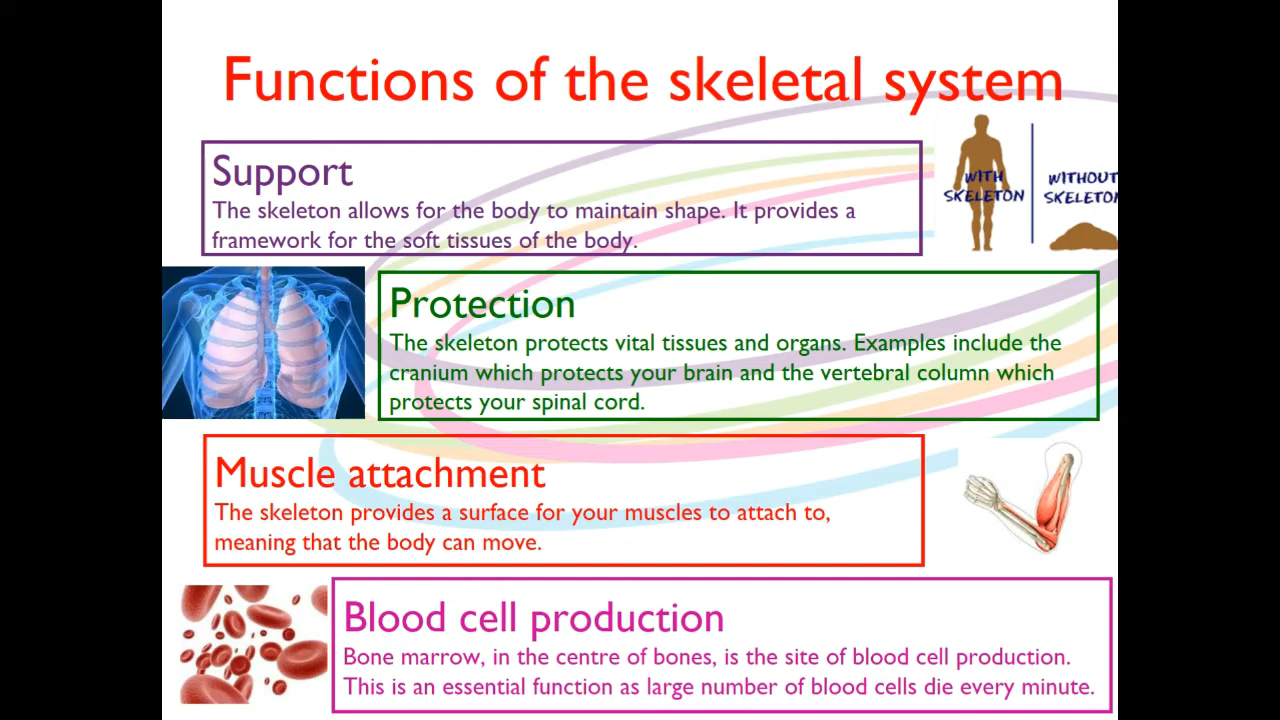 Functions of the skeletal system
Support
The skeleton allows for the body to maintain shape. It provides a
framework for the soft tissues of the body.
WITH
SKELETON
WITHOUT
SKELETON
Protection
The skeleton protects vital tissues and organs. Examples include the
cranium which protects your brain and the vertebral column which
protects your spinal cord.
Muscle attachment
The skeleton provides a surface for your muscles to attach to,
meaning that the body can move.
Blood cell production
Bone marrow, in the centre of bones, is the site of blood cell production.
This is an essential function as large number of blood cells die every minute.